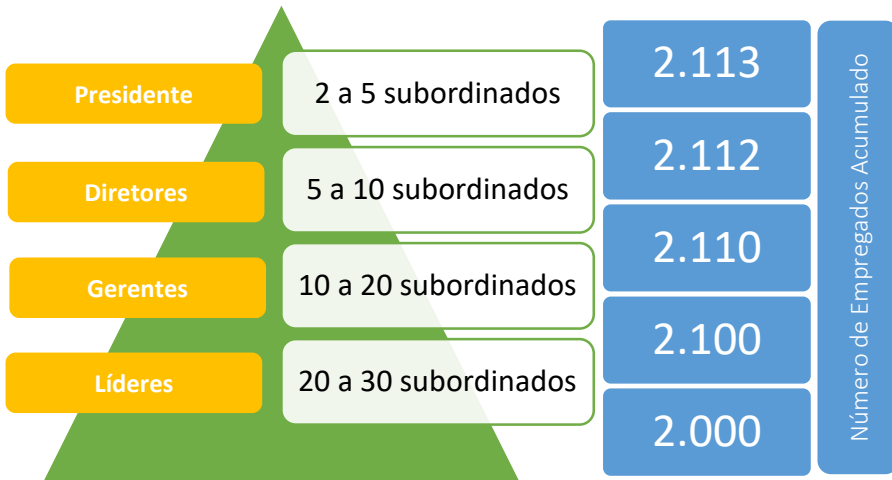 Presidente
2 a 5 subordinados
2.113
Diretores
5 a 10 subordinados
2.112
Gerentes
10 a 20 subordinados
2.110
Líderes
20 a 30 subordinados
2.100
2.000
Número de Empregados Acumulado